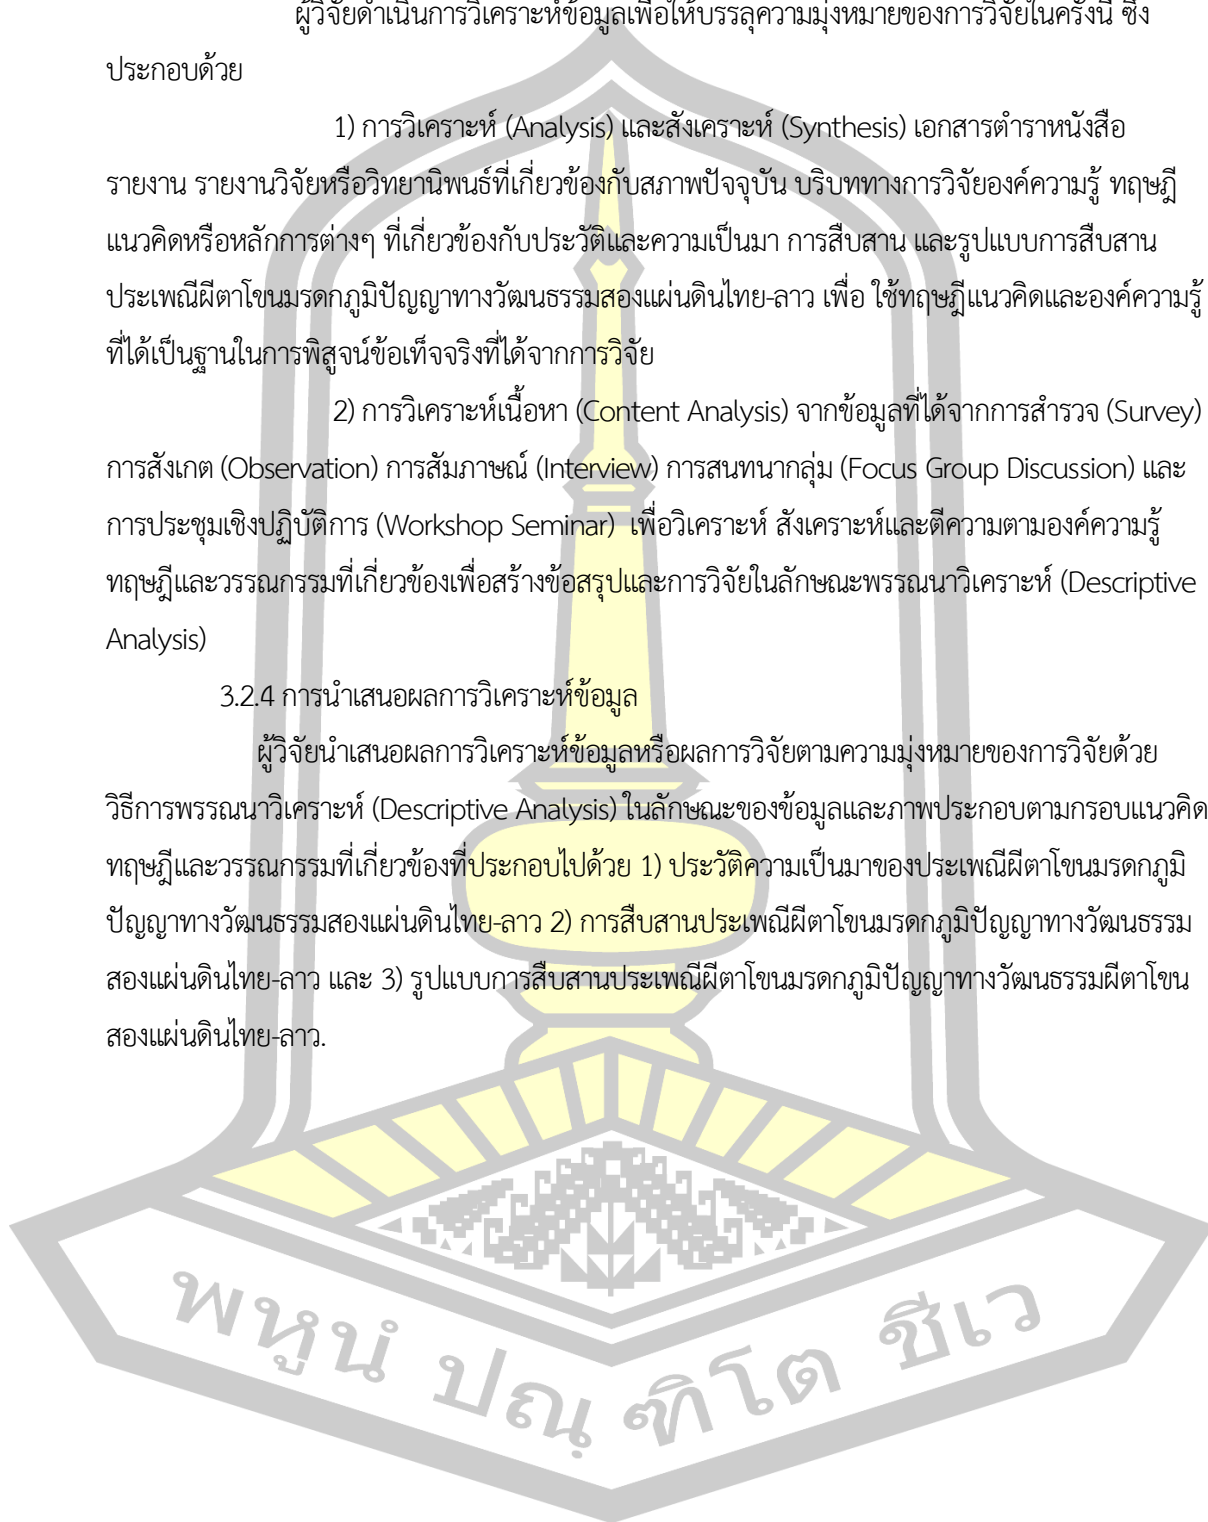 ผู้วิจัยดำเนินการวิเคราะห์ข้อมูลเพื่อให้บรรลุความมุ่งหมายของการวิจัยในครั้งนี้ ซึ่ง
ประกอบด้วย
1) การวิเคราะห์ (Analysis) และสังเคราะห์ (Synthesis) เอกสารตำราหนังสือ
รายงาน รายงานวิจัยหรือวิทยานิพนธ์ที่เกี่ยวข้องกับสภาพปัจจุบัน บริบททางการวิจัยองค์ความรู้ ทฤษฎี
แนวคิดหรือหลักการต่างๆ ที่เกี่ยวข้องกับประวัติและความเป็นมา การสืบสาน และรูปแบบการสืบสาน
ประเพณีผีตาโขนมรดกภูมิปัญญาทางวัฒนธรรมสองแผ่นดินไทย-ลาว เพื่อ ใช้ทฤษฎีแนวคิดและองค์ความรู้
ที่ได้เป็นฐานในการพิสูจน์ข้อเท็จจริงที่ได้จากการวิจัย
2) การวิเคราะห์เนื้อหา (Content Analysis) จากข้อมูลที่ได้จากการสำรวจ (Survey)
การสังเกต (Observation) การสัมภาษณ์ (Interview) การสนทนากลุ่ม (Focus Group Discussion) และ
การประชุมเชิงปฏิบัติการ (Workshop Seminar) เพื่อวิเคราะห์ สังเคราะห์และตีความตามองค์ความรู้
ทฤษฎีและวรรณกรรมที่เกี่ยวข้องเพื่อสร้างข้อสรุปและการวิจัยในลักษณะพรรณนาวิเคราะห์ (Descriptive
Analysis)
3.2.4 การนำเสนอผลการวิเคราะห์ข้อมูล
ผู้วิจัยนำเสนอผลการวิเคราะห์ข้อมูลหรือผลการวิจัยตามความมุ่งหมายของการวิจัยด้วย
วิธีการพรรณนาวิเคราะห์ (Descriptive Analysis) ในลักษณะของข้อมูลและภาพประกอบตามกรอบแนวคิด
ทฤษฎีและวรรณกรรมที่เกี่ยวข้องที่ประกอบไปด้วย 1) ประวัติความเป็นมาของประเพณีผีตาโขนมรดกภูมิ
ปัญญาทางวัฒนธรรมสองแผ่นดินไทย-ลาว 2) การสืบสานประเพณีผีตาโขนมรดกภูมิปัญญาทางวัฒนธรรม
สองแผ่นดินไทย-ลาว และ 3) รูปแบบการสืบสานประเพณีผีตาโขนมรดกภูมิปัญญาทางวัฒนธรรมผีตาโขน
สองแผ่นดินไทย-ลาว.
พหูนํ ปณฺ ฑิโต ชีเว